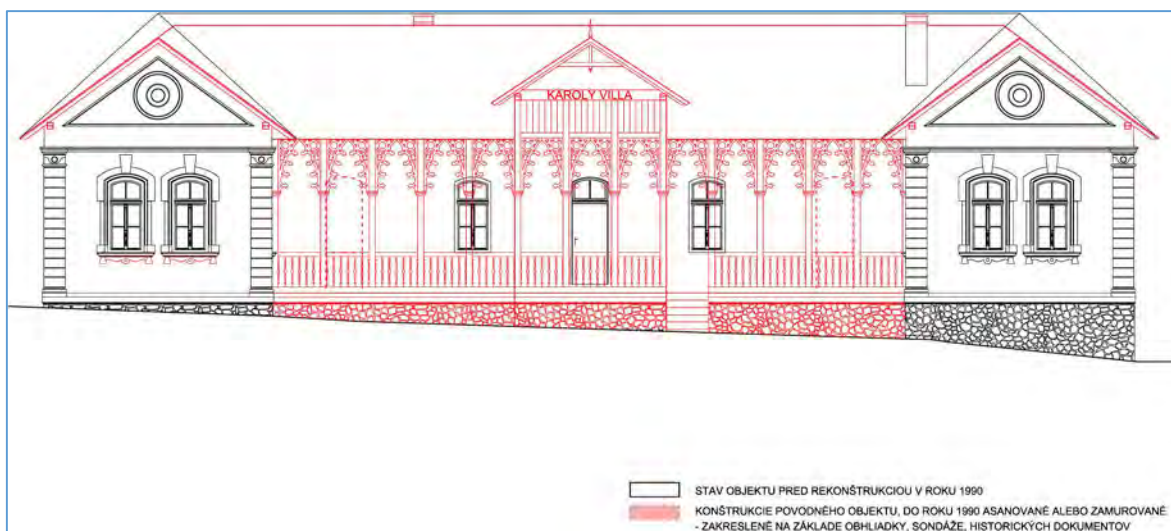 KAROLY VILLA
STAV OBJEKTU PRED REKONŠTRUKCIOU V ROKU 1990
KONŠTRUKCIE POVODNÉHO OBJEKTU, DO ROKU 1990 ASANOVANÉ ALEBO ZAMUROVANÉ
- ZAKRESLENÉ NA ZÁKLADE OBHLIADKY, SONDÁŽE, HISTORICKÝCH DOKUMENTOV